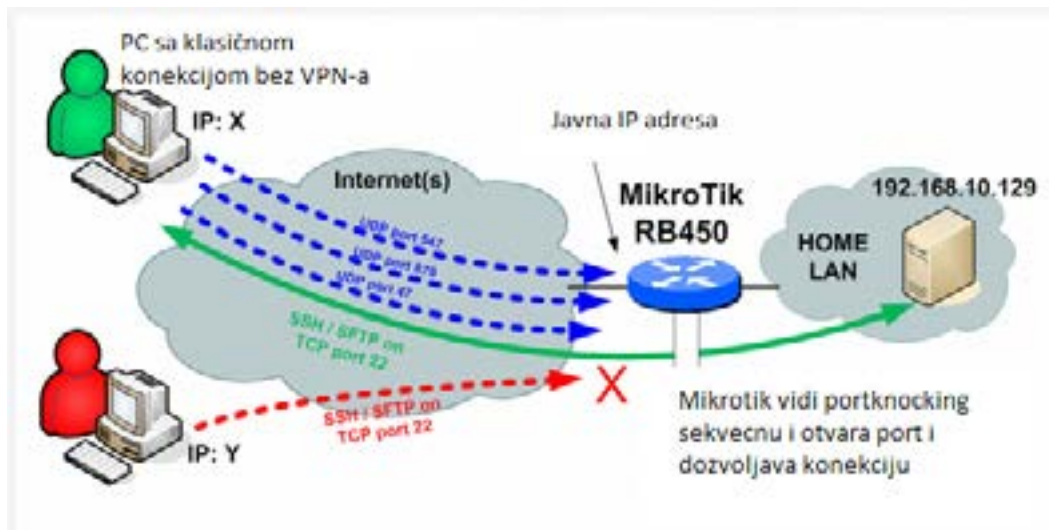 PC sa klasičnom
konekcijom bez VPN-a
IP: X
Javna IP adresa
Internet(s)
MikroTik
RB450
192.168.10.129
HOME
LAN
UDP port 547
UDP port 879
UDP port 47
SSH / SFTP on
TCP port 22
X
SSH / SFTP on
TCP port 22
IP: Y
Mikrotik vidi portknocking
sekvecnu i otvara port i
dozvoljava konekciju